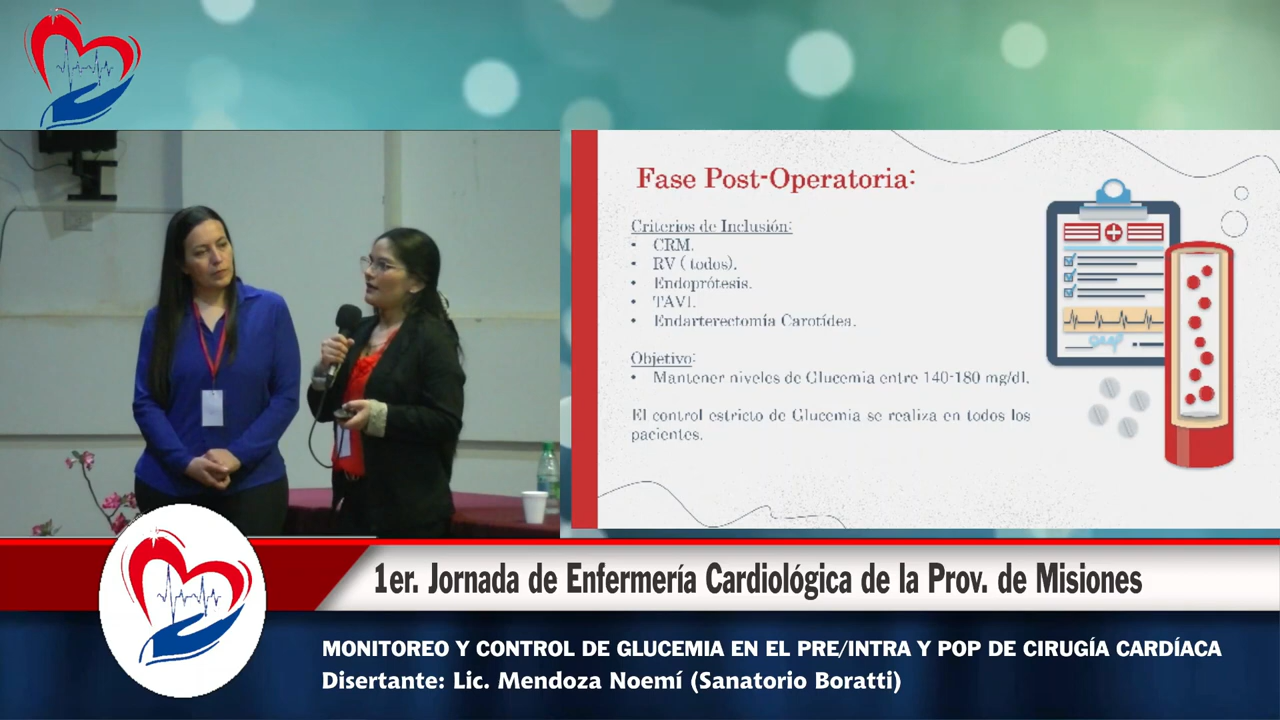 Fase Post-Operatoria:
Criterios de Inclusión:
• CRM.
• RV ( todos).
• Endoprótesis.
• TAVI.
• Endarterectomía Carotídea.
Objetivo:
• Mantener niveles de Glucemia entre 140-180 mg/dl.
El control estricto de Glucemia se realiza en todos los
pacientes.
1er. Jornada de Enfermería Cardiológica de la Prov. de Misiones
MONITOREO Y CONTROL DE GLUCEMIA EN EL PRE/INTRA Y POP DE CIRUGÍA CARDÍACA
Disertante: Lic. Mendoza Noemí (Sanatorio Boratti)